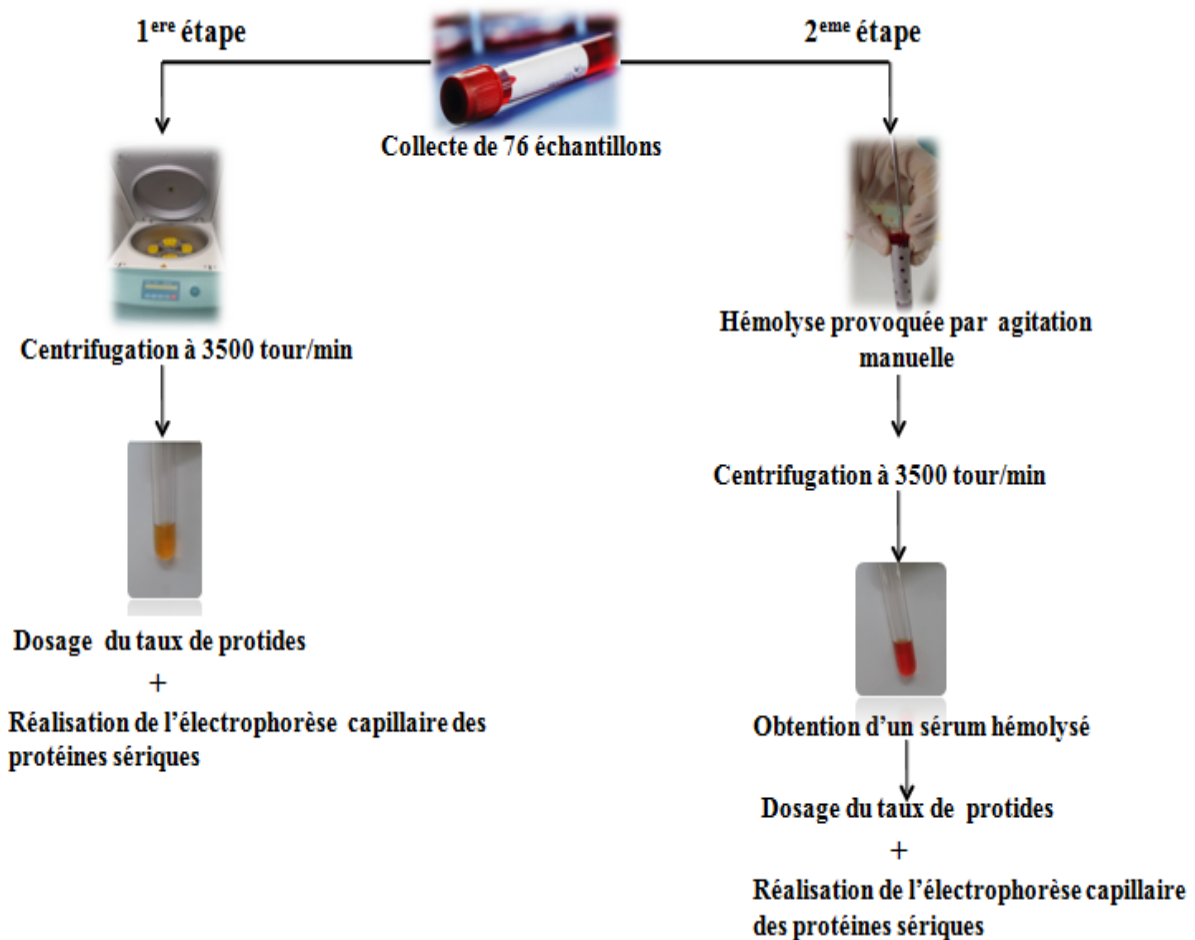 1ere étape
2eme étape
Collecte de 76 échantillons
Centrifugation à 3500 tour/min
Dosage du taux de protides
+
Réalisation de l'électrophorèse capillaire des
protéines sériques
Hémolyse provoquée par agitation
manuelle
Centrifugation à 3500 tour/min
Obtention d'un sérum hémolysé
Dosage du taux de protides
+
Réalisation de l'électrophorèse capillaire
des protéines sériques